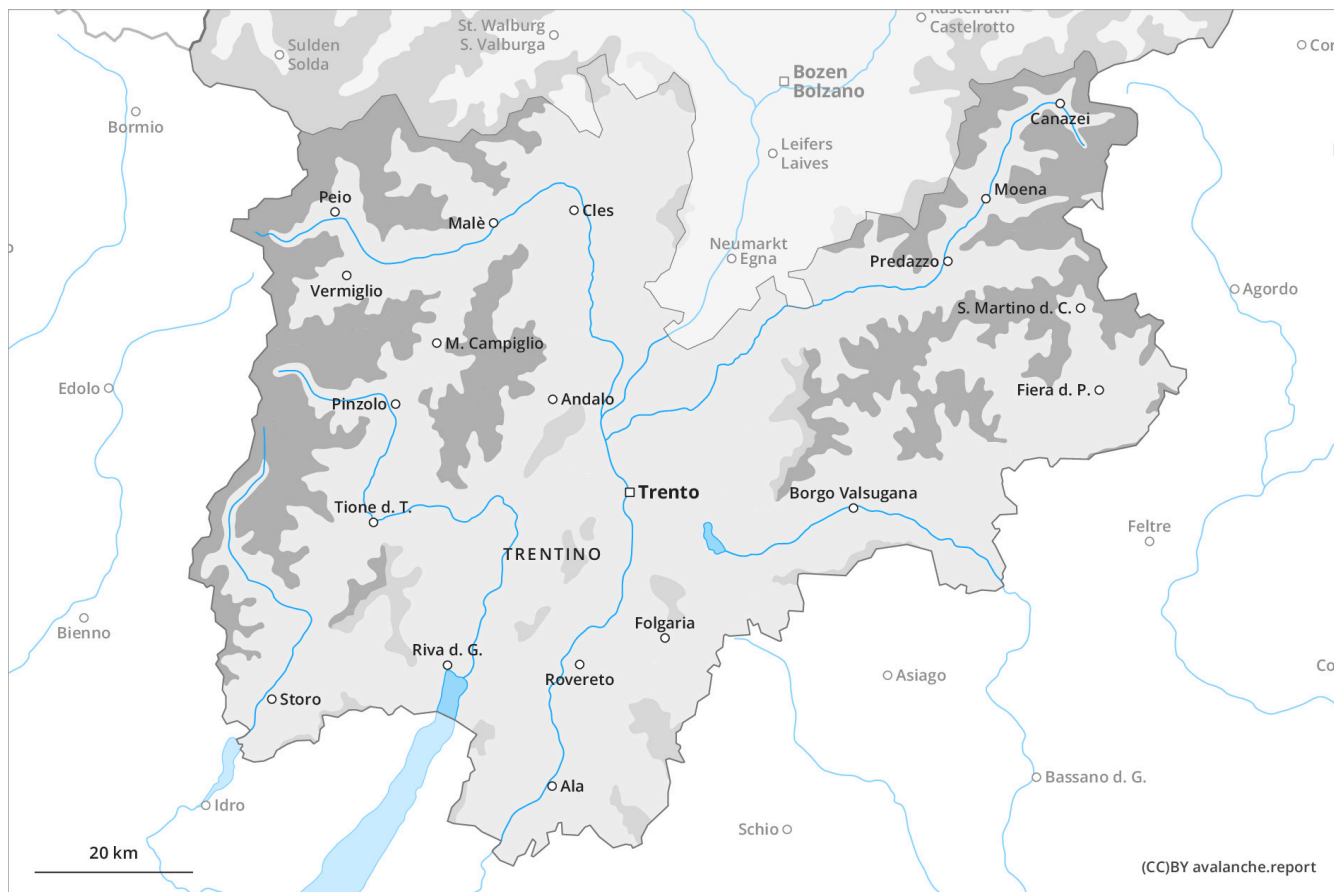 Kastelruth
Castelrotto
St. Walburg
S. Valburga
Sulden
Solda
Bozen
Bolzano
Bormio
Canazei
Leifers
Laives
Peio
Malè
Cles
Moena
Neumarkt
Egna
Predazzo
Vermiglio
Agordo
S. Martino d. C.
M. Campiglio
Edolo
Pinzolo
Andalo
Fiera d. P.
Trento
Borgo Valsugana
Tione d. T.
Feltre
TRENTINO
Bienno
Folgaria
Riva d. G.
Rovereto
Asiago
Storo
Ala
Bassano d. G.
Idro
Schio
20 km
(CC)BY avalanche.report